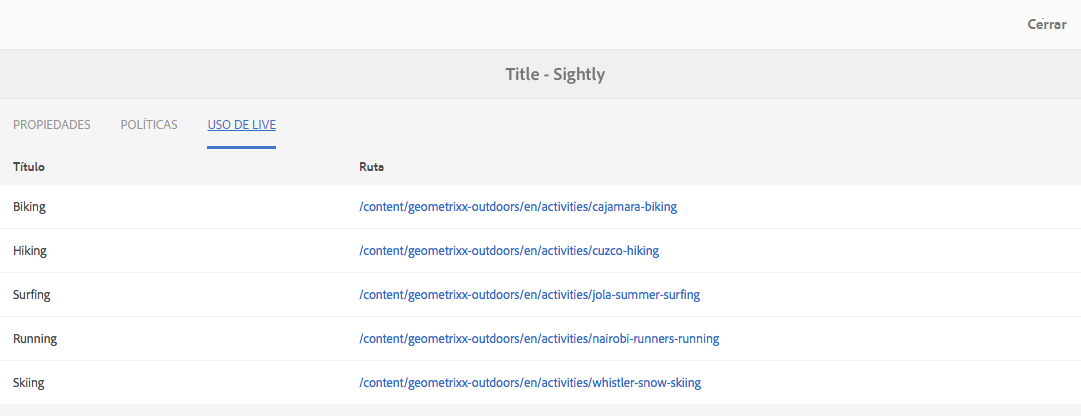 Cerrar
Title - Sightly
PROPIEDADES POLÍTICAS USO DE LIVE
Título Ruta
Biking /content/geometrixx-outdoors/en/activities/cajamara-biking
Hiking /content/geometrixx-outdoors/en/activities/cuzco-hiking
Surfing /content/geometrixx-outdoors/en/activities/jola-summer-surfing
Running /content/geometrixx-outdoors/en/activities/nairobi-runners-running
Skiing /content/geometrixx-outdoors/en/activities/whistler-snow-skiing